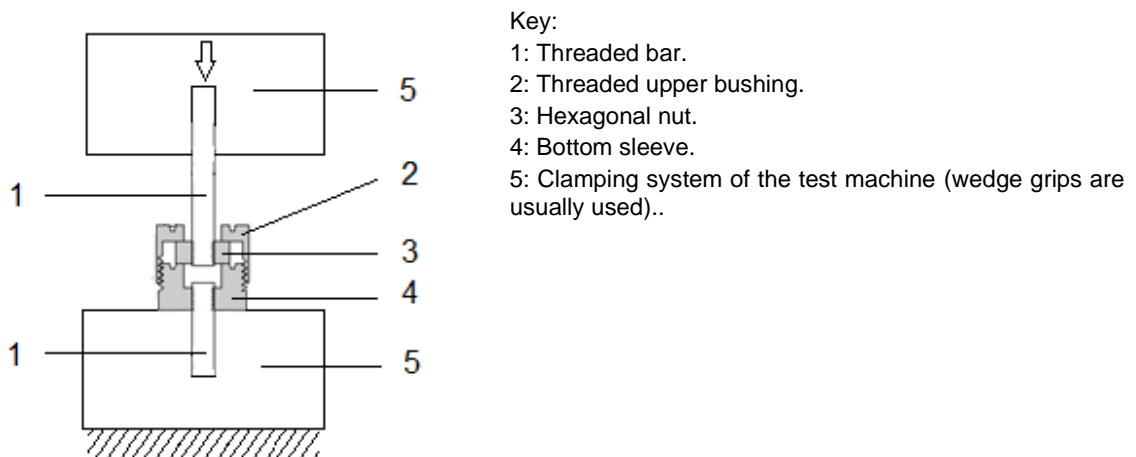 Key:
1: Threaded bar.
2: Threaded upper bushing.
3: Hexagonal nut.
4: Bottom sleeve.
5: Clamping system of the test machine (wedge grips are
usually used)..
5
1
2
3
4
1
5